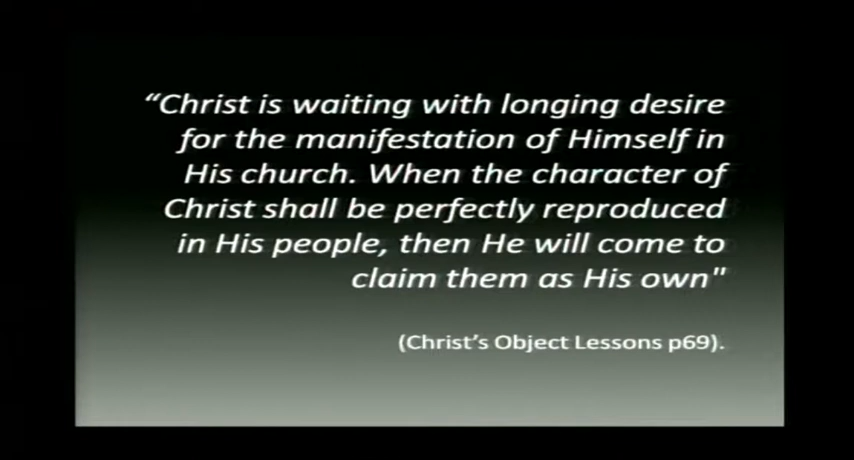 “Christ is waiting with longing desire
for the manifestation of Himself in
His church. When the character of
Christ shall be perfectly reproduced
in His people, then He will come to
claim them as His own"
(Christ’s Object Lessons p69).